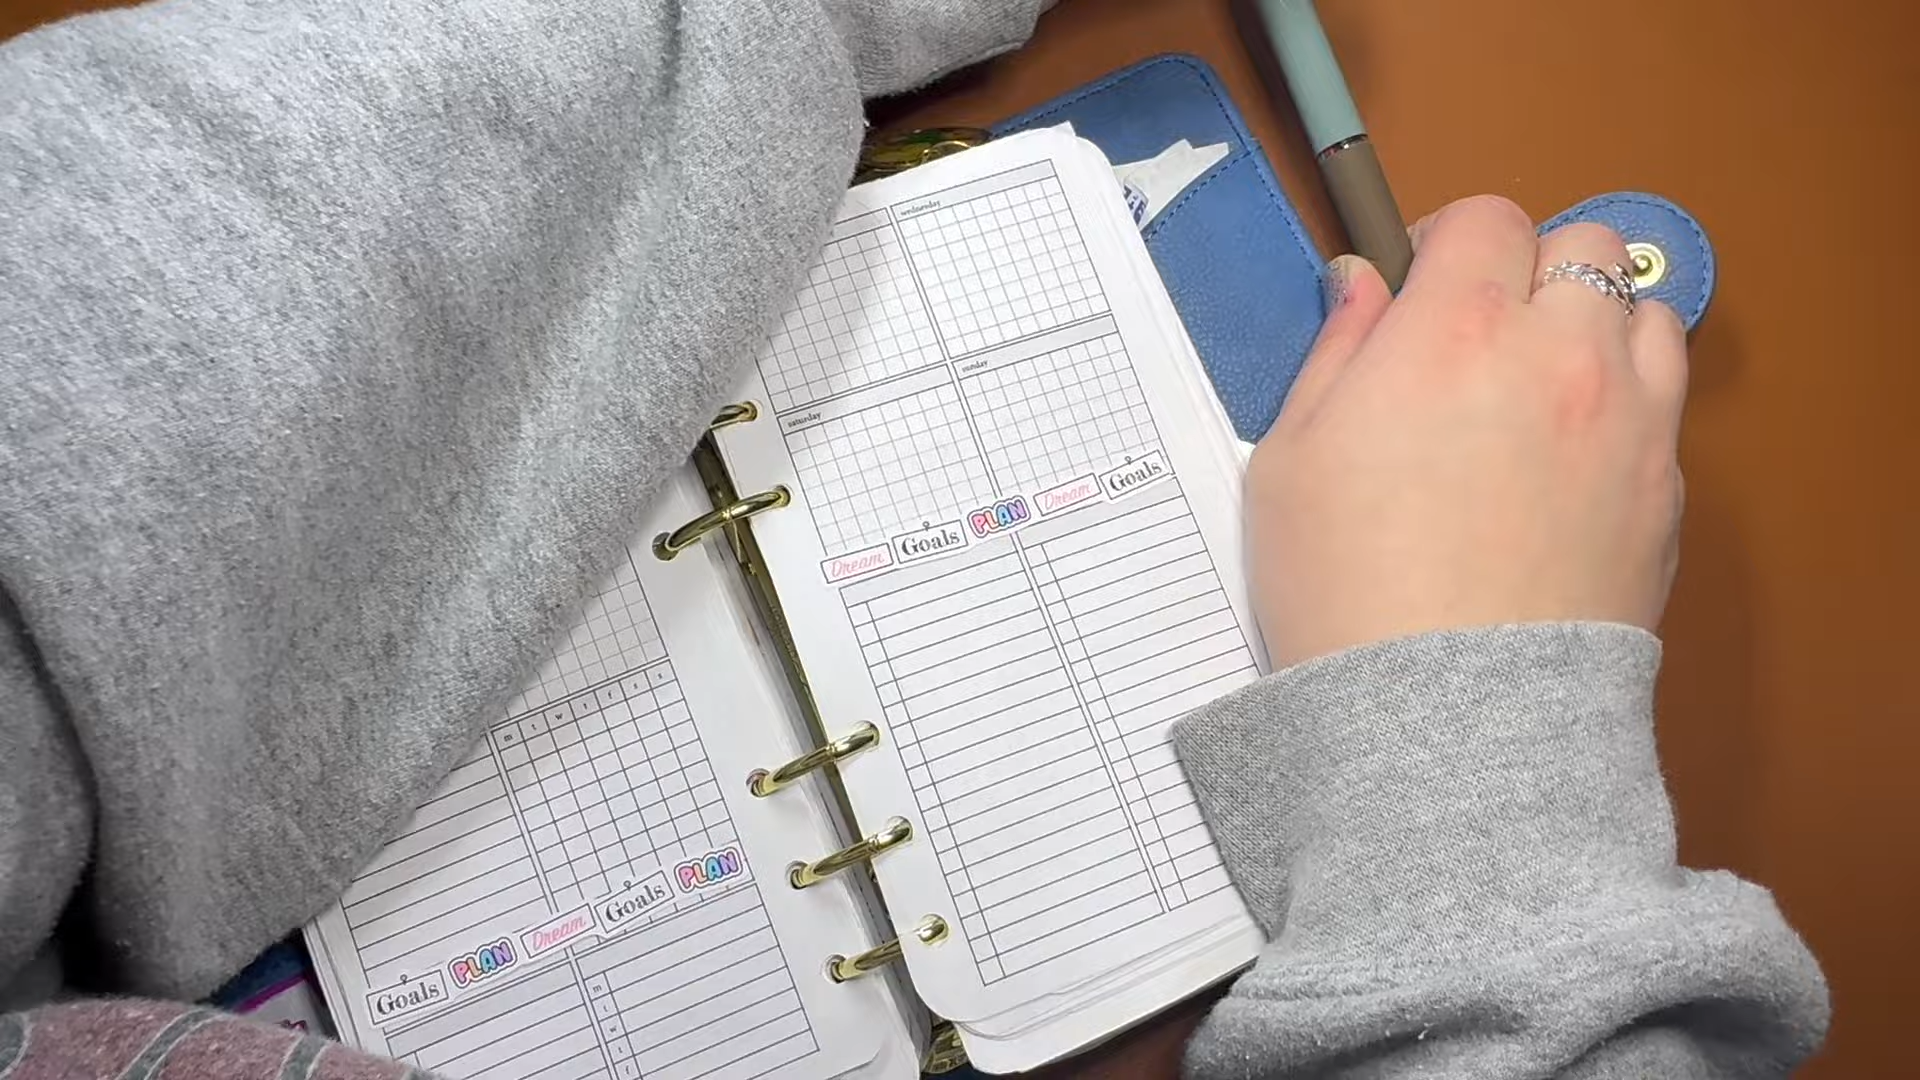 wednesday
saturday
sunday
Dream Goals PLAN Dream Goals
m t w t f s s
Goals PLAN Dream Goals PLAN
m
t
w
t
f